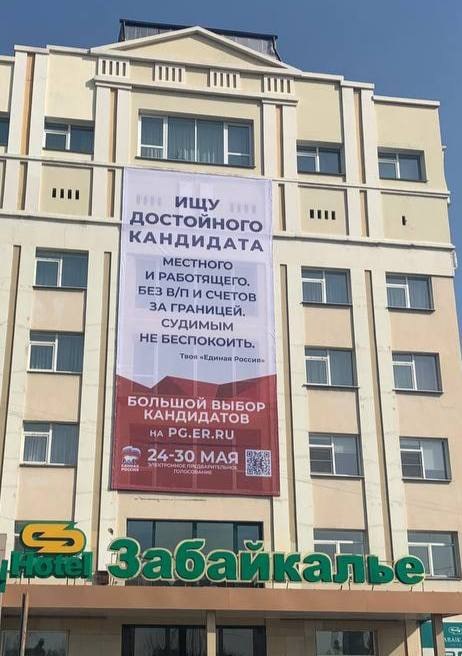 ИЩУ
ДОСТОЙНОГО
КАНДИДАТА
МЕСТНОГО
И РАБОТЯЩЕГО.
БЕЗ В/П И СЧЕТОВ
ЗА ГРАНИЦЕЙ.
СУДИМЫМ
НЕ БЕСПОКОИТЬ.
Твоя «Единая Россия»
БОЛЬШОЙ ВЫБОР
КАНДИДАТОВ
НА PG.ER.RU
ЕДИНАЯ
РОССИЯ
24-30 МАЯ
ЭЛЕКТРОННОЕ ПРЕДВАРИТЕЛЬНОЕ
ГОЛОСОВАНИЕ
Hotel Забайкалье